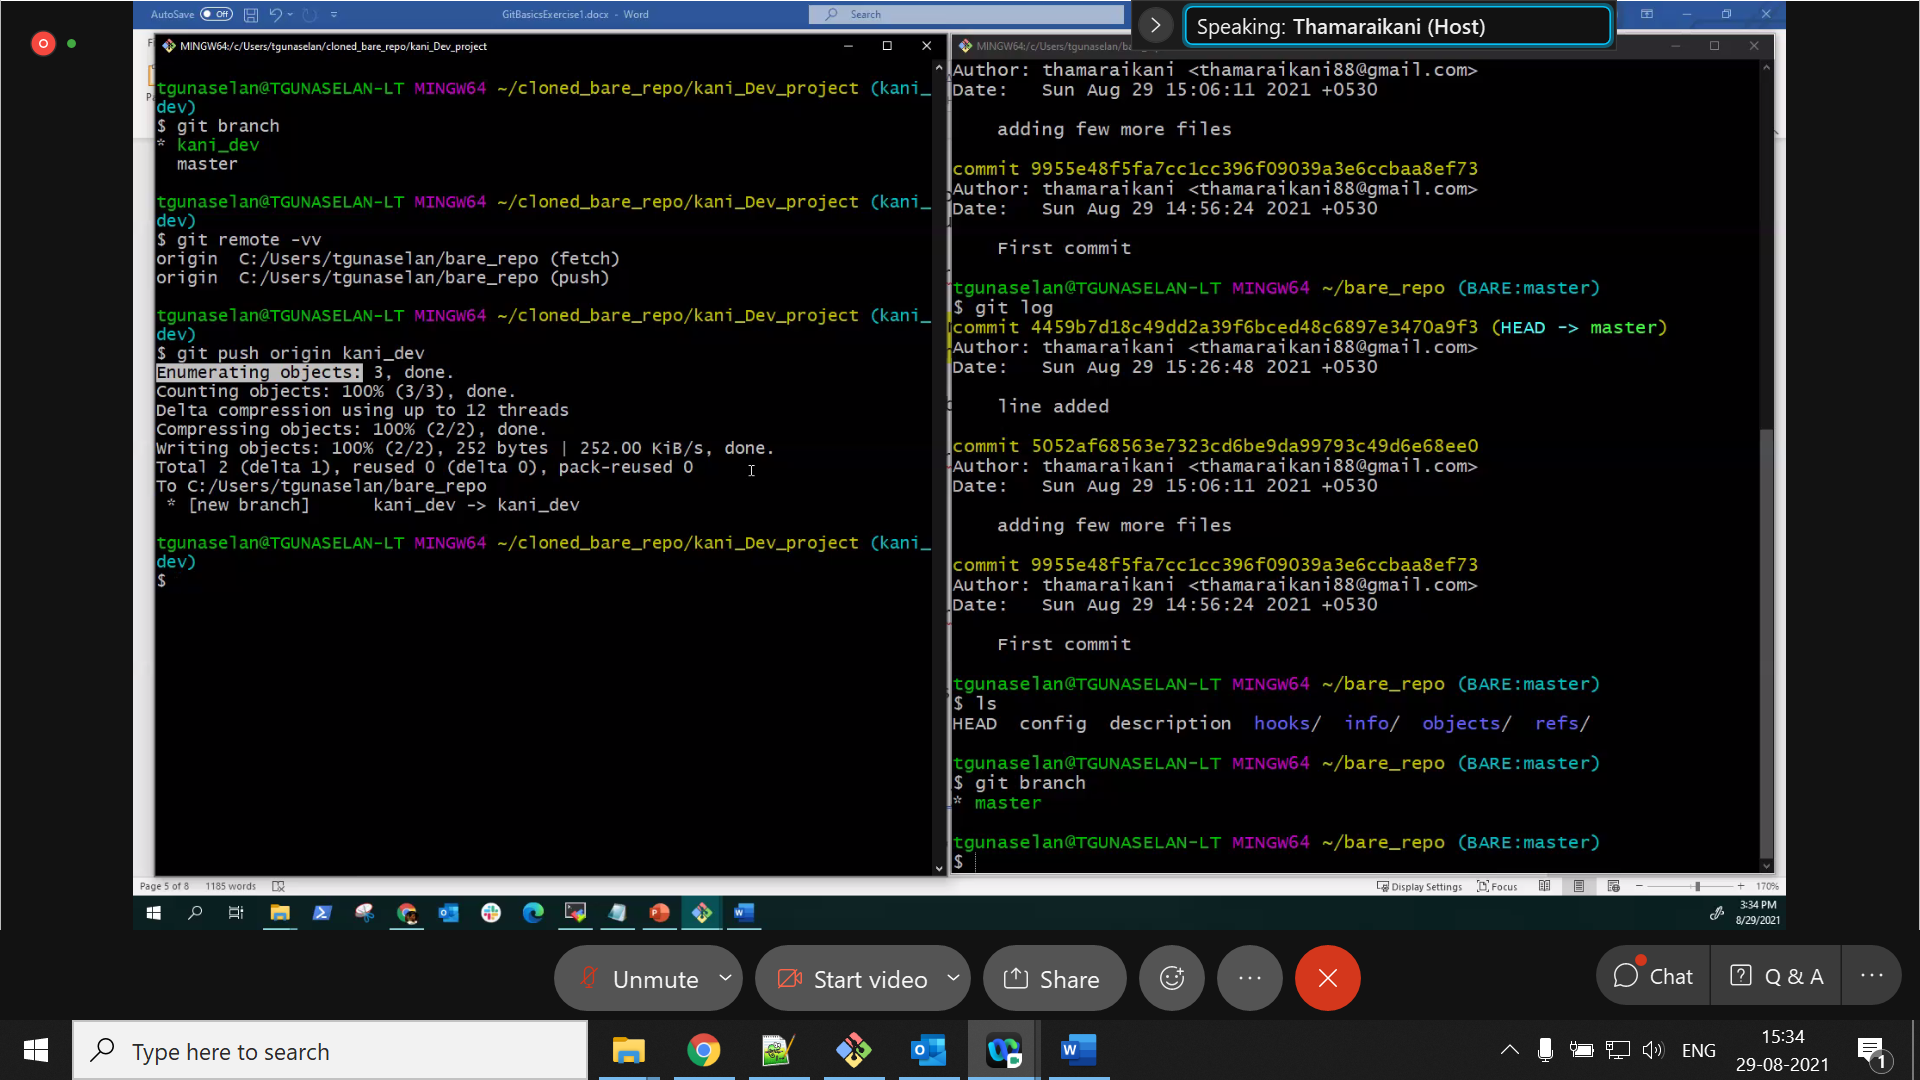 AutoSave Off
GitBasicsExercise1.docx - Word
Search
Speaking: Thamaraikani (Host)
MINGW64:/c/Users/tgunaselan/cloned_bare_repo/kani_Dev_project
tgunaselan@TGUNASELAN-LT MINGW64 ~/cloned_bare_repo/kani_Dev_project (kani_
dev)
$ git branch
* kani_dev
master
tgunaselan@TGUNASELAN-LT MINGW64 ~/cloned_bare_repo/kani_Dev_project (kani_
dev)
$ git remote -vv
origin C:/Users/tgunaselan/bare_repo (fetch)
origin C:/Users/tgunaselan/bare_repo (push)
tgunaselan@TGUNASELAN-LT MINGW64 ~/cloned_bare_repo/kani_Dev_project (kani_
dev)
$ git push origin kani_dev
Enumerating objects: 3, done.
Counting objects: 100% (3/3), done.
Delta compression using up to 12 threads
Compressing objects: 100% (2/2), done.
Writing objects: 100% (2/2), 252 bytes | 252.00 KiB/s, done.
Total 2 (delta 1), reused 0 (delta 0), pack-reused 0
To C:/Users/tgunaselan/bare_repo
* [new branch] kani_dev -> kani_dev
tgunaselan@TGUNASELAN-LT MINGW64 ~/cloned_bare_repo/kani_Dev_project (kani_
dev)
$
MINGW64:/c/Users/tgunaselan/
Author: thamaraikani <thamaraikani88@gmail.com>
Date: Sun Aug 29 15:06:11 2021 +0530
adding few more files
commit 9955e48f5fa7cc1cc396f09039a3e6ccbaa8ef73
Author: thamaraikani <thamaraikani88@gmail.com>
Date: Sun Aug 29 14:56:24 2021 +0530
First commit
tgunaselan@TGUNASELAN-LT MINGW64 ~/bare_repo (BARE:master)
$ git log
commit 4459b7d18c49dd2a39f6bced48c6897e3470a9f3 (HEAD -> master)
Author: thamaraikani <thamaraikani88@gmail.com>
Date: Sun Aug 29 15:26:48 2021 +0530
line added
commit 5052af68563e7323cd6be9da99793c49d6e68ee0
Author: thamaraikani <thamaraikani88@gmail.com>
Date: Sun Aug 29 15:06:11 2021 +0530
adding few more files
commit 9955e48f5fa7cc1cc396f09039a3e6ccbaa8ef73
Author: thamaraikani <thamaraikani88@gmail.com>
Date: Sun Aug 29 14:56:24 2021 +0530
First commit
tgunaselan@TGUNASELAN-LT MINGW64 ~/bare_repo (BARE:master)
$ ls
HEAD config description hooks/ info/ objects/ refs/
tgunaselan@TGUNASELAN-LT MINGW64 ~/bare_repo (BARE:master)
$ git branch
* master
tgunaselan@TGUNASELAN-LT MINGW64 ~/bare_repo (BARE:master)
$
Page 5 of 8 1185 words
Display Settings Focus 170%
3:34 PM
8/29/2021
Unmute
Start video
Share
Chat
Q & A
Type here to search
ENG
15:34
29-08-2021
1